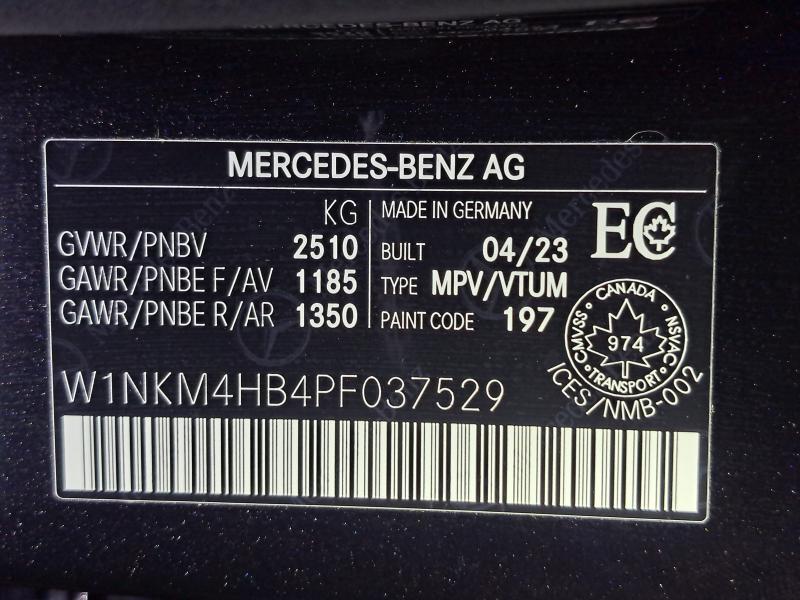 MERCEDES-BENZ AG
KG
GVWR/PNBV 2510
GAWR/PNBE F/AV 1185
GAWR/PNBE R/AR 1350
MADE IN GERMANY
BUILT 04/23
TYPE MPV/VTUM
PAINT CODE 197
EC
CANADA
CMVSS NSVAC
974
TRANSPORT
ICES/NMB-002
W1NKM4HB4PF037529